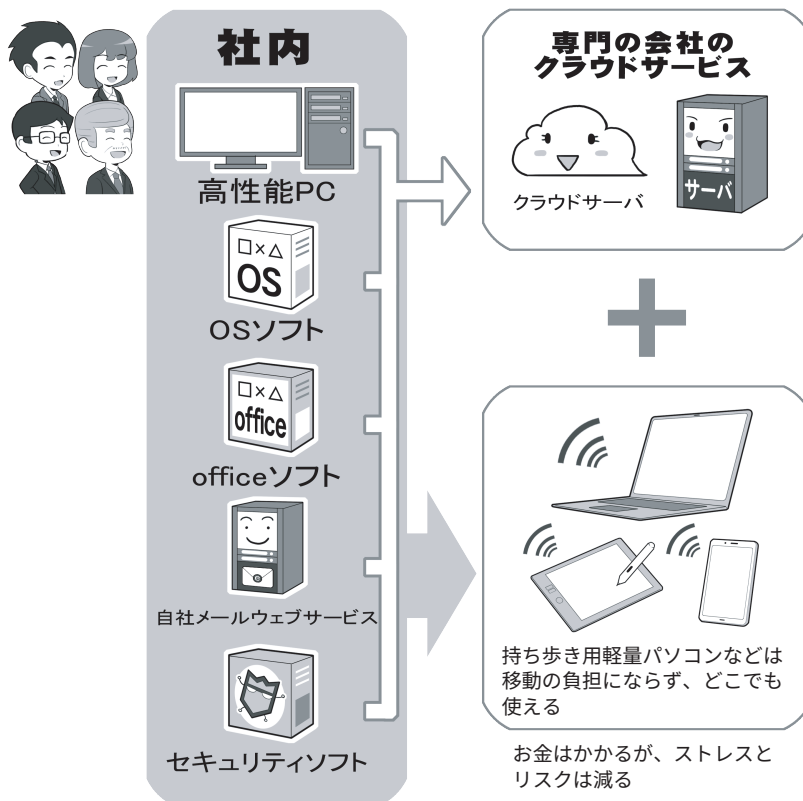 社内
高性能PC
□×△
OS
OSソフト
□×△
office
officeソフト
自社メールウェブサービス
セキュリティソフト
専門の会社の
クラウドサービス
クラウドサーバ
サーバ
持ち歩き用軽量パソコンなどは
移動の負担にならず、どこでも
使える
お金はかかるが、ストレスと
リスクは減る